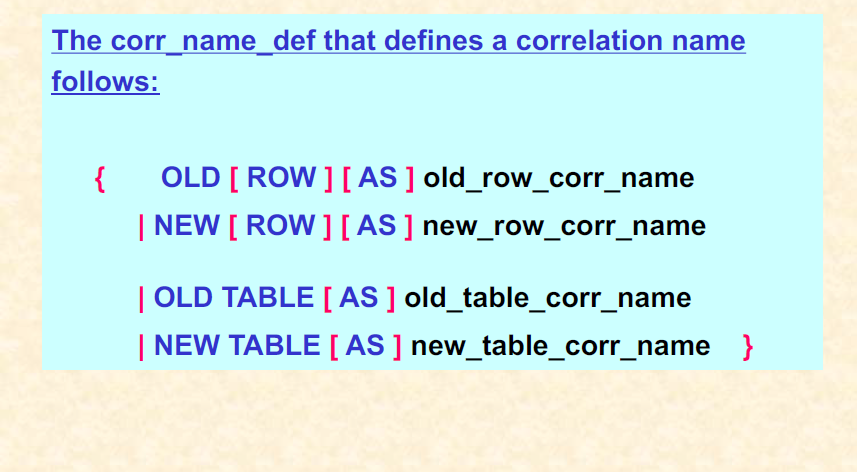 The corr_name_def that defines a correlation name
follows:
{ OLD [ ROW ] [ AS ] old_row_corr_name
| NEW [ ROW ] [ AS ] new_row_corr_name
| OLD TABLE [ AS ] old_table_corr_name
| NEW TABLE [ AS ] new_table_corr_name }